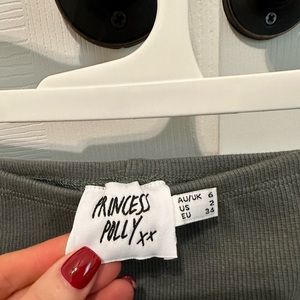 PRINCESS
POLLY xx
AU/UK 6
US 2
EU 34